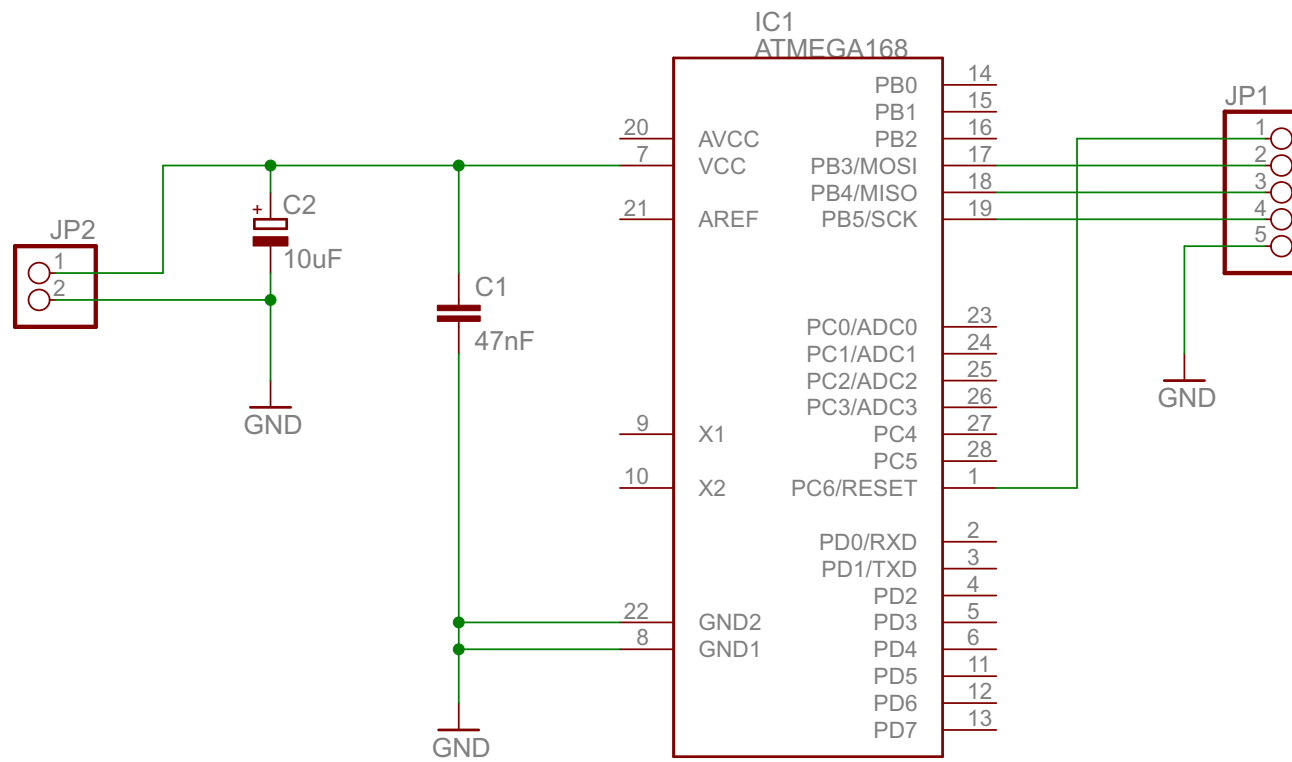 IC1
ATMEGA168
JP2
1
2
+
C2
10uF
GND
C1
47nF
GND
20 AVCC
7 VCC
21 AREF
9 X1
10 X2
22 GND2
8 GND1
PB0 14
PB1 15
PB2 16
PB3/MOSI 17
PB4/MISO 18
PB5/SCK 19
PC0/ADC0 23
PC1/ADC1 24
PC2/ADC2 25
PC3/ADC3 26
PC4 27
PC5 28
PC6/RESET 1
PD0/RXD 2
PD1/TXD 3
PD2 4
PD3 5
PD4 6
PD5 11
PD6 12
PD7 13
JP1
1
2
3
4
5
GND